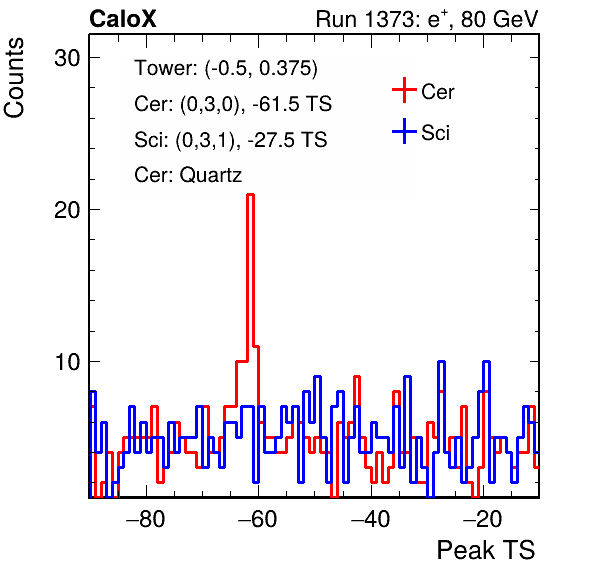 CaloX Run 1373: e⁺, 80 GeV
Counts
30
20
10
Tower: (-0.5, 0.375)
Cer: (0,3,0), -61.5 TS
Sci: (0,3,1), -27.5 TS
Cer: Quartz
Cer
Sci
−80 −60 −40 −20
Peak TS